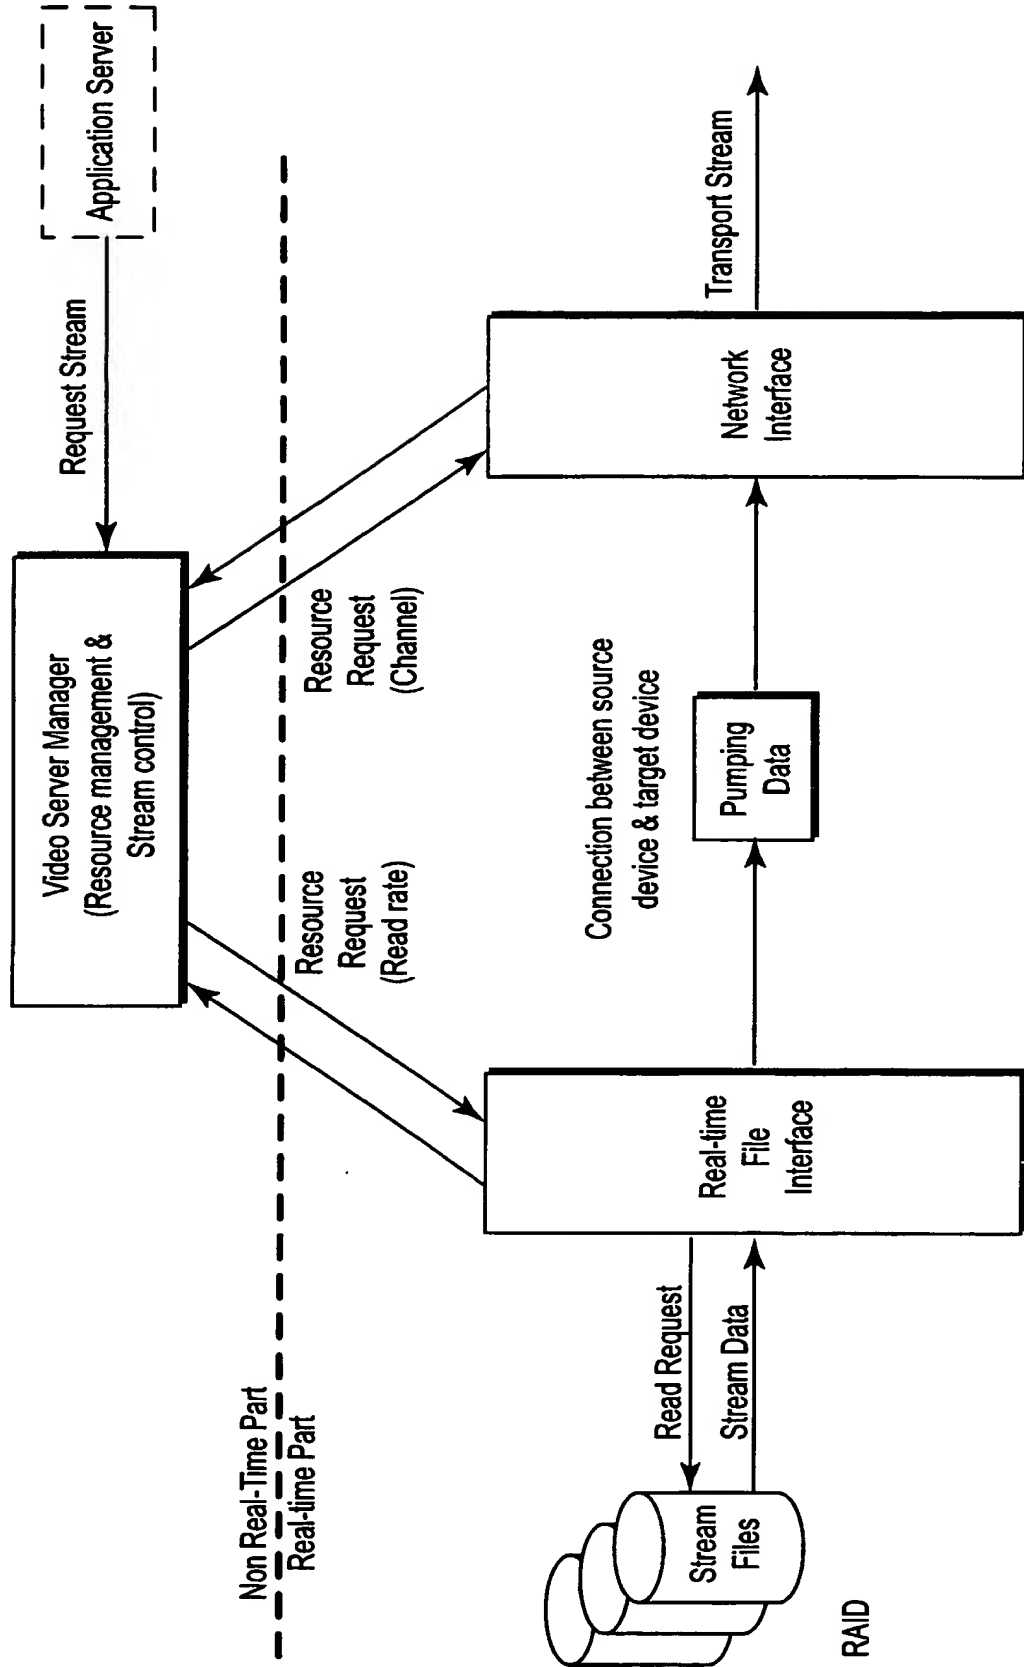 Application Server
Request Stream
Video Server Manager
(Resource management &
Stream control)
Non Real-Time Part
Real-time Part
Resource
Request
(Read rate)
Resource
Request
(Channel)
RAID
Stream
Files
Read Request
Stream Data
Real-time
File
Interface
Connection between source
device & target device
Pumping
Data
Network
Interface
Transport Stream